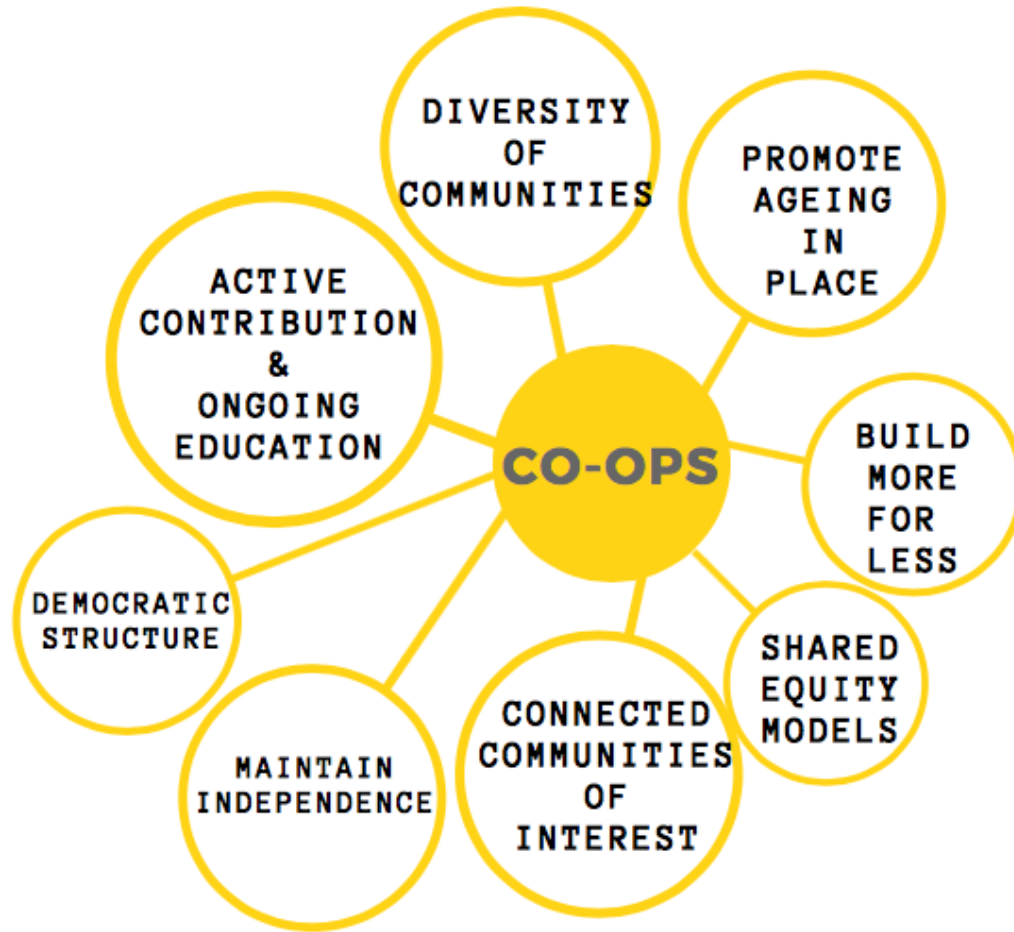 DIVERSITY
OF
COMMUNITIES
PROMOTE
AGEING
IN
PLACE
ACTIVE
CONTRIBUTION
&
ONGOING
EDUCATION
CO-OPS
BUILD
MORE
FOR
LESS
DEMOCRATIC
STRUCTURE
SHARED
EQUITY
MODELS
CONNECTED
COMMUNITIES
OF
INTEREST
MAINTAIN
INDEPENDENCE